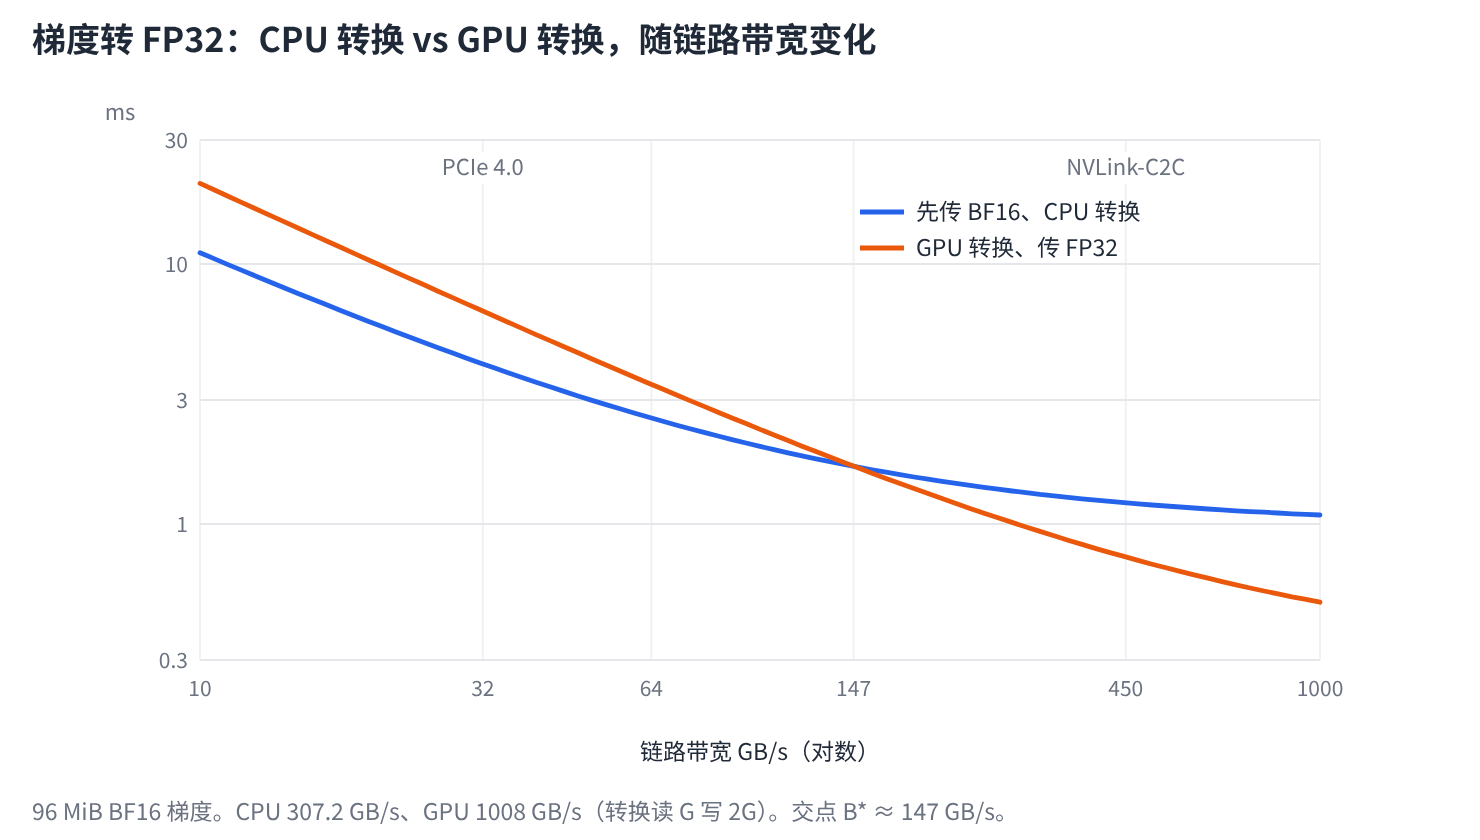 梯度转 FP32：CPU 转换 vs GPU 转换，随链路带宽变化
ms
30
PCIe 4.0
NVLink-C2C
先传 BF16、CPU 转换
GPU 转换、传 FP32
10
3
1
0.3
10
32
64
147
450
1000
链路带宽 GB/s（对数）
96 MiB BF16 梯度。CPU 307.2 GB/s、GPU 1008 GB/s（转换读 G 写 2G）。交点 B* ≈ 147 GB/s。